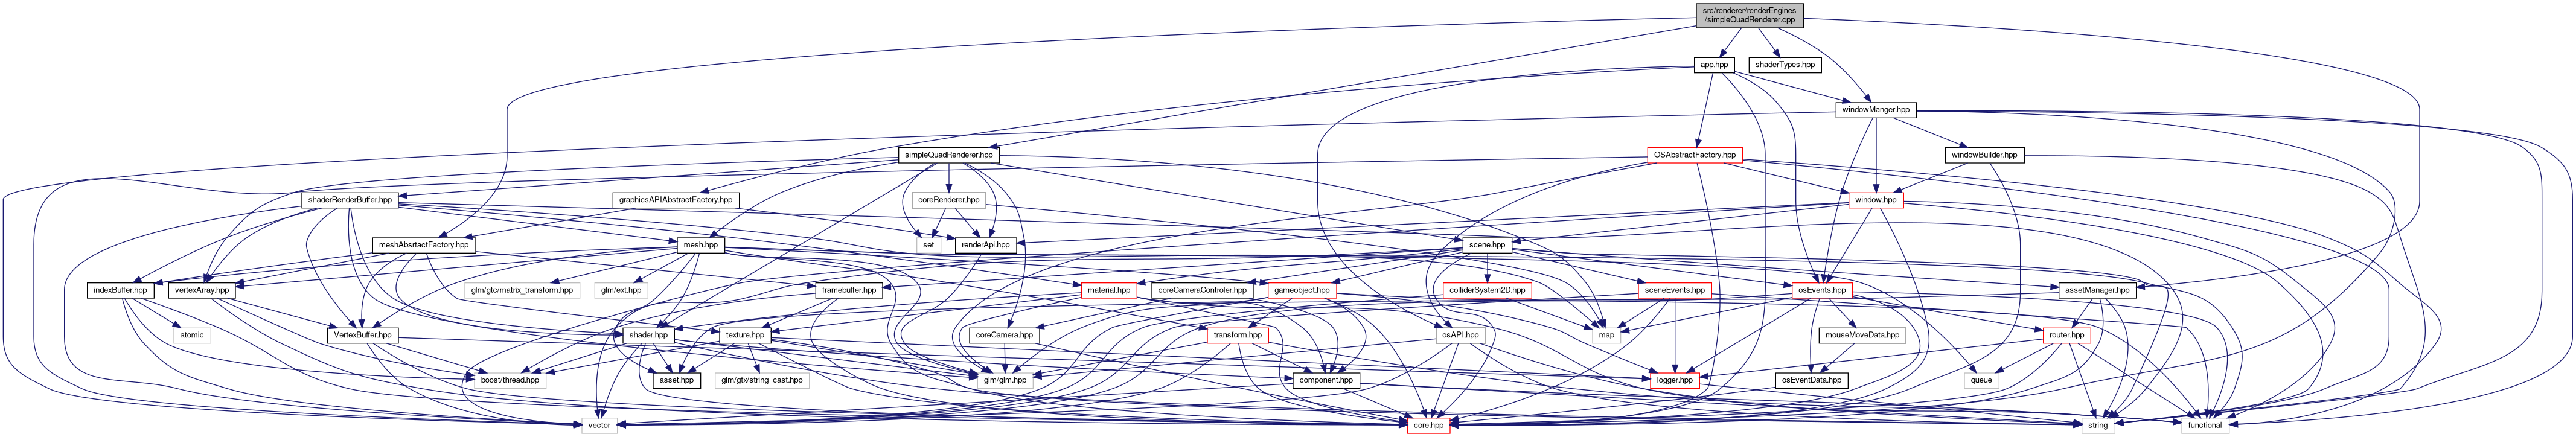 src/renderer/renderEngines
/simpleQuadRenderer.cpp
app.hpp
shaderTypes.hpp
windowManger.hpp
simpleQuadRenderer.hpp
OSAbstractFactory.hpp
windowBuilder.hpp
shaderRenderBuffer.hpp
graphicsAPIAbstractFactory.hpp
coreRenderer.hpp
window.hpp
meshAbsrtactFactory.hpp
mesh.hpp
set
renderApi.hpp
scene.hpp
indexBuffer.hpp
vertexArray.hpp
glm/gtc/matrix_transform.hpp
glm/ext.hpp
framebuffer.hpp
material.hpp
coreCameraControler.hpp
gameobject.hpp
colliderSystem2D.hpp
sceneEvents.hpp
osEvents.hpp
assetManager.hpp
atomic
VertexBuffer.hpp
shader.hpp
texture.hpp
coreCamera.hpp
transform.hpp
osAPI.hpp
map
mouseMoveData.hpp
router.hpp
boost/thread.hpp
asset.hpp
glm/gtx/string_cast.hpp
glm/glm.hpp
component.hpp
logger.hpp
osEventData.hpp
queue
vector
core.hpp
string
functional